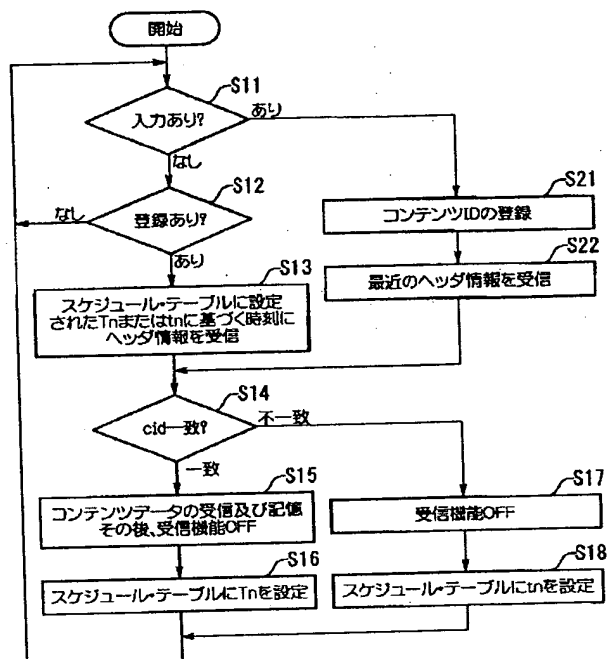 開始
S11
入力あり?
あり
なし
S12
登録あり?
なし
あり
S21
コンテンツIDの登録
S22
最近のヘッダ情報を受信
S13
スケジュール・テーブルに設定
されたTnまたはtnに基づく時刻に
ヘッダ情報を受信
S14
cid一致?
不一致
一致
S15
コンテンツデータの受信及び記憶
その後、受信機能OFF
S17
受信機能OFF
S16
スケジュール・テーブルにTnを設定
S18
スケジュール・テーブルにtnを設定